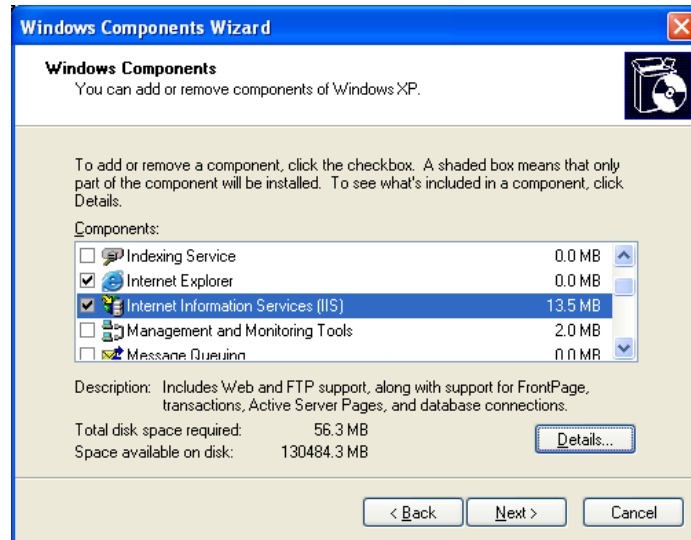 Windows Components Wizard
Windows Components
You can add or remove components of Windows XP.
To add or remove a component, click the checkbox. A shaded box means that only
part of the component will be installed. To see what's included in a component, click
Details.
Components:
Indexing Service 0.0 MB
Internet Explorer 0.0 MB
Internet Information Services (IIS) 13.5 MB
Management and Monitoring Tools 2.0 MB
Message Queuing 0.0 MB
Description: Includes Web and FTP support, along with support for FrontPage,
transactions, Active Server Pages, and database connections.
Total disk space required: 56.3 MB
Space available on disk: 130484.3 MB
Details...
< Back Next > Cancel